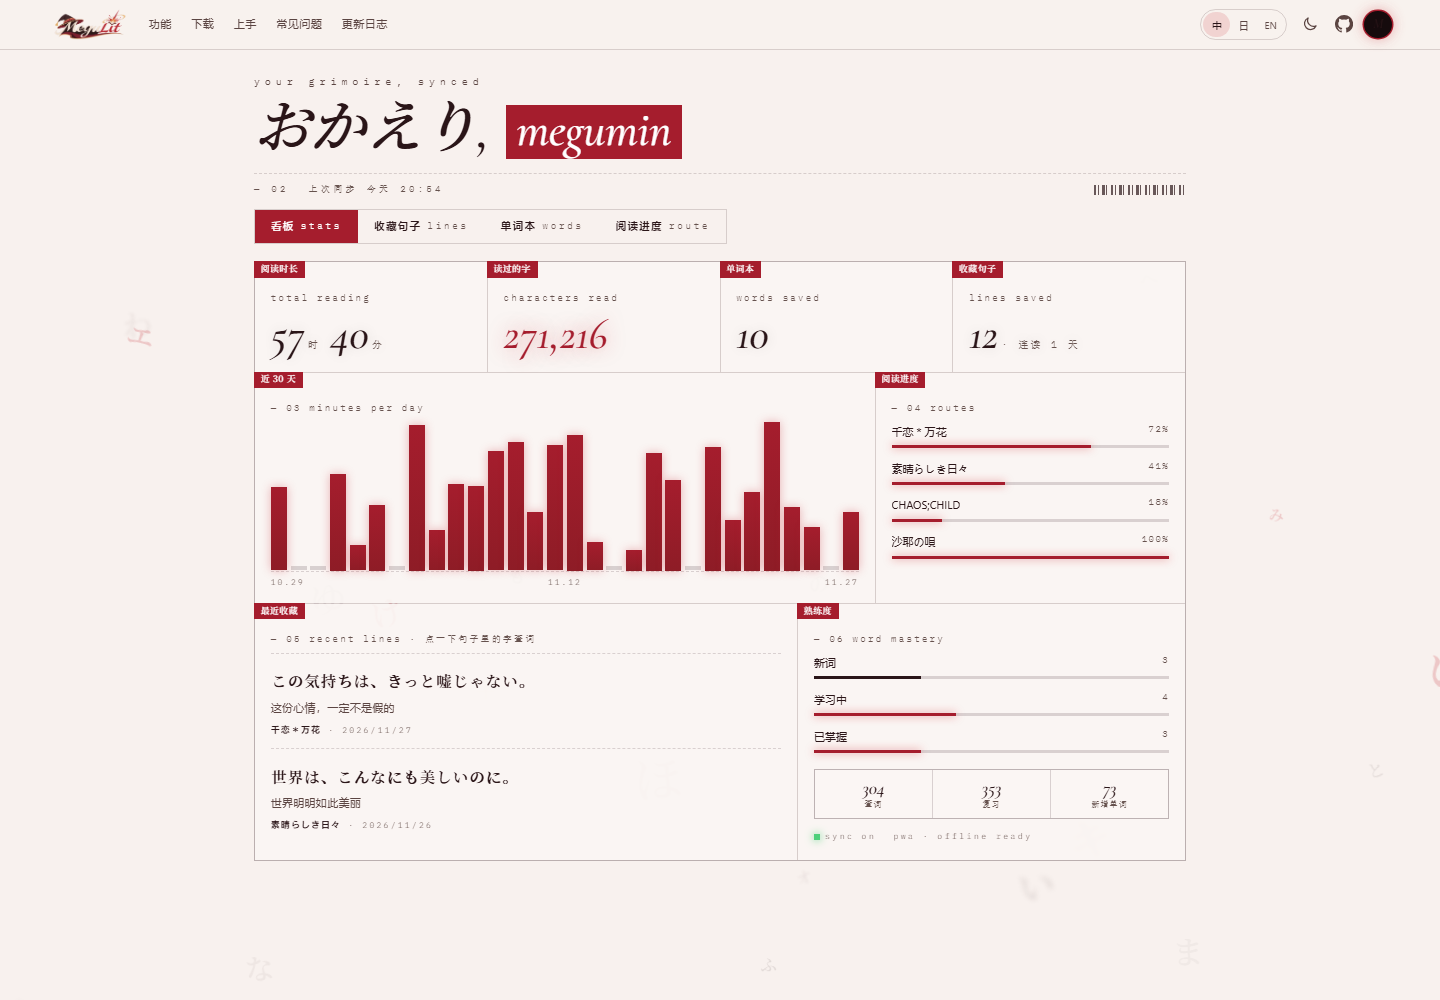 MeguLit 功能 下载 上手 常见问题 更新日志 中 日 EN
your grimoire, synced
おかえり, megumin
— 02 上次同步 今天 20:54
看板 stats 收藏句子 lines 单词本 words 阅读进度 route
阅读时长 读过的字 单词本 收藏句子
total reading characters read words saved lines saved
57 时 40 分 271,216 10 12 · 连读 1 天
近 30 天 阅读进度
— 03 minutes per day
— 04 routes
千恋＊万花 72%
素晴らしき日々 41%
CHAOS;CHILD 18%
沙耶の唄 100%
10.29 11.12 11.27
最近收藏 熟练度
— 05 recent lines · 点一下句子里的字查词
この気持ちは、きっと嘘じゃない。
这份心情，一定不是假的
千恋＊万花 · 2026/11/27
世界は、こんなにも美しいのに。
世界明明如此美丽
素晴らしき日々 · 2026/11/26
— 06 word mastery
新词 3
学习中 4
已掌握 3
304 353 73
查词 复习 新增单词
sync on pwa · offline ready
み
と
い
な
ふ
ま